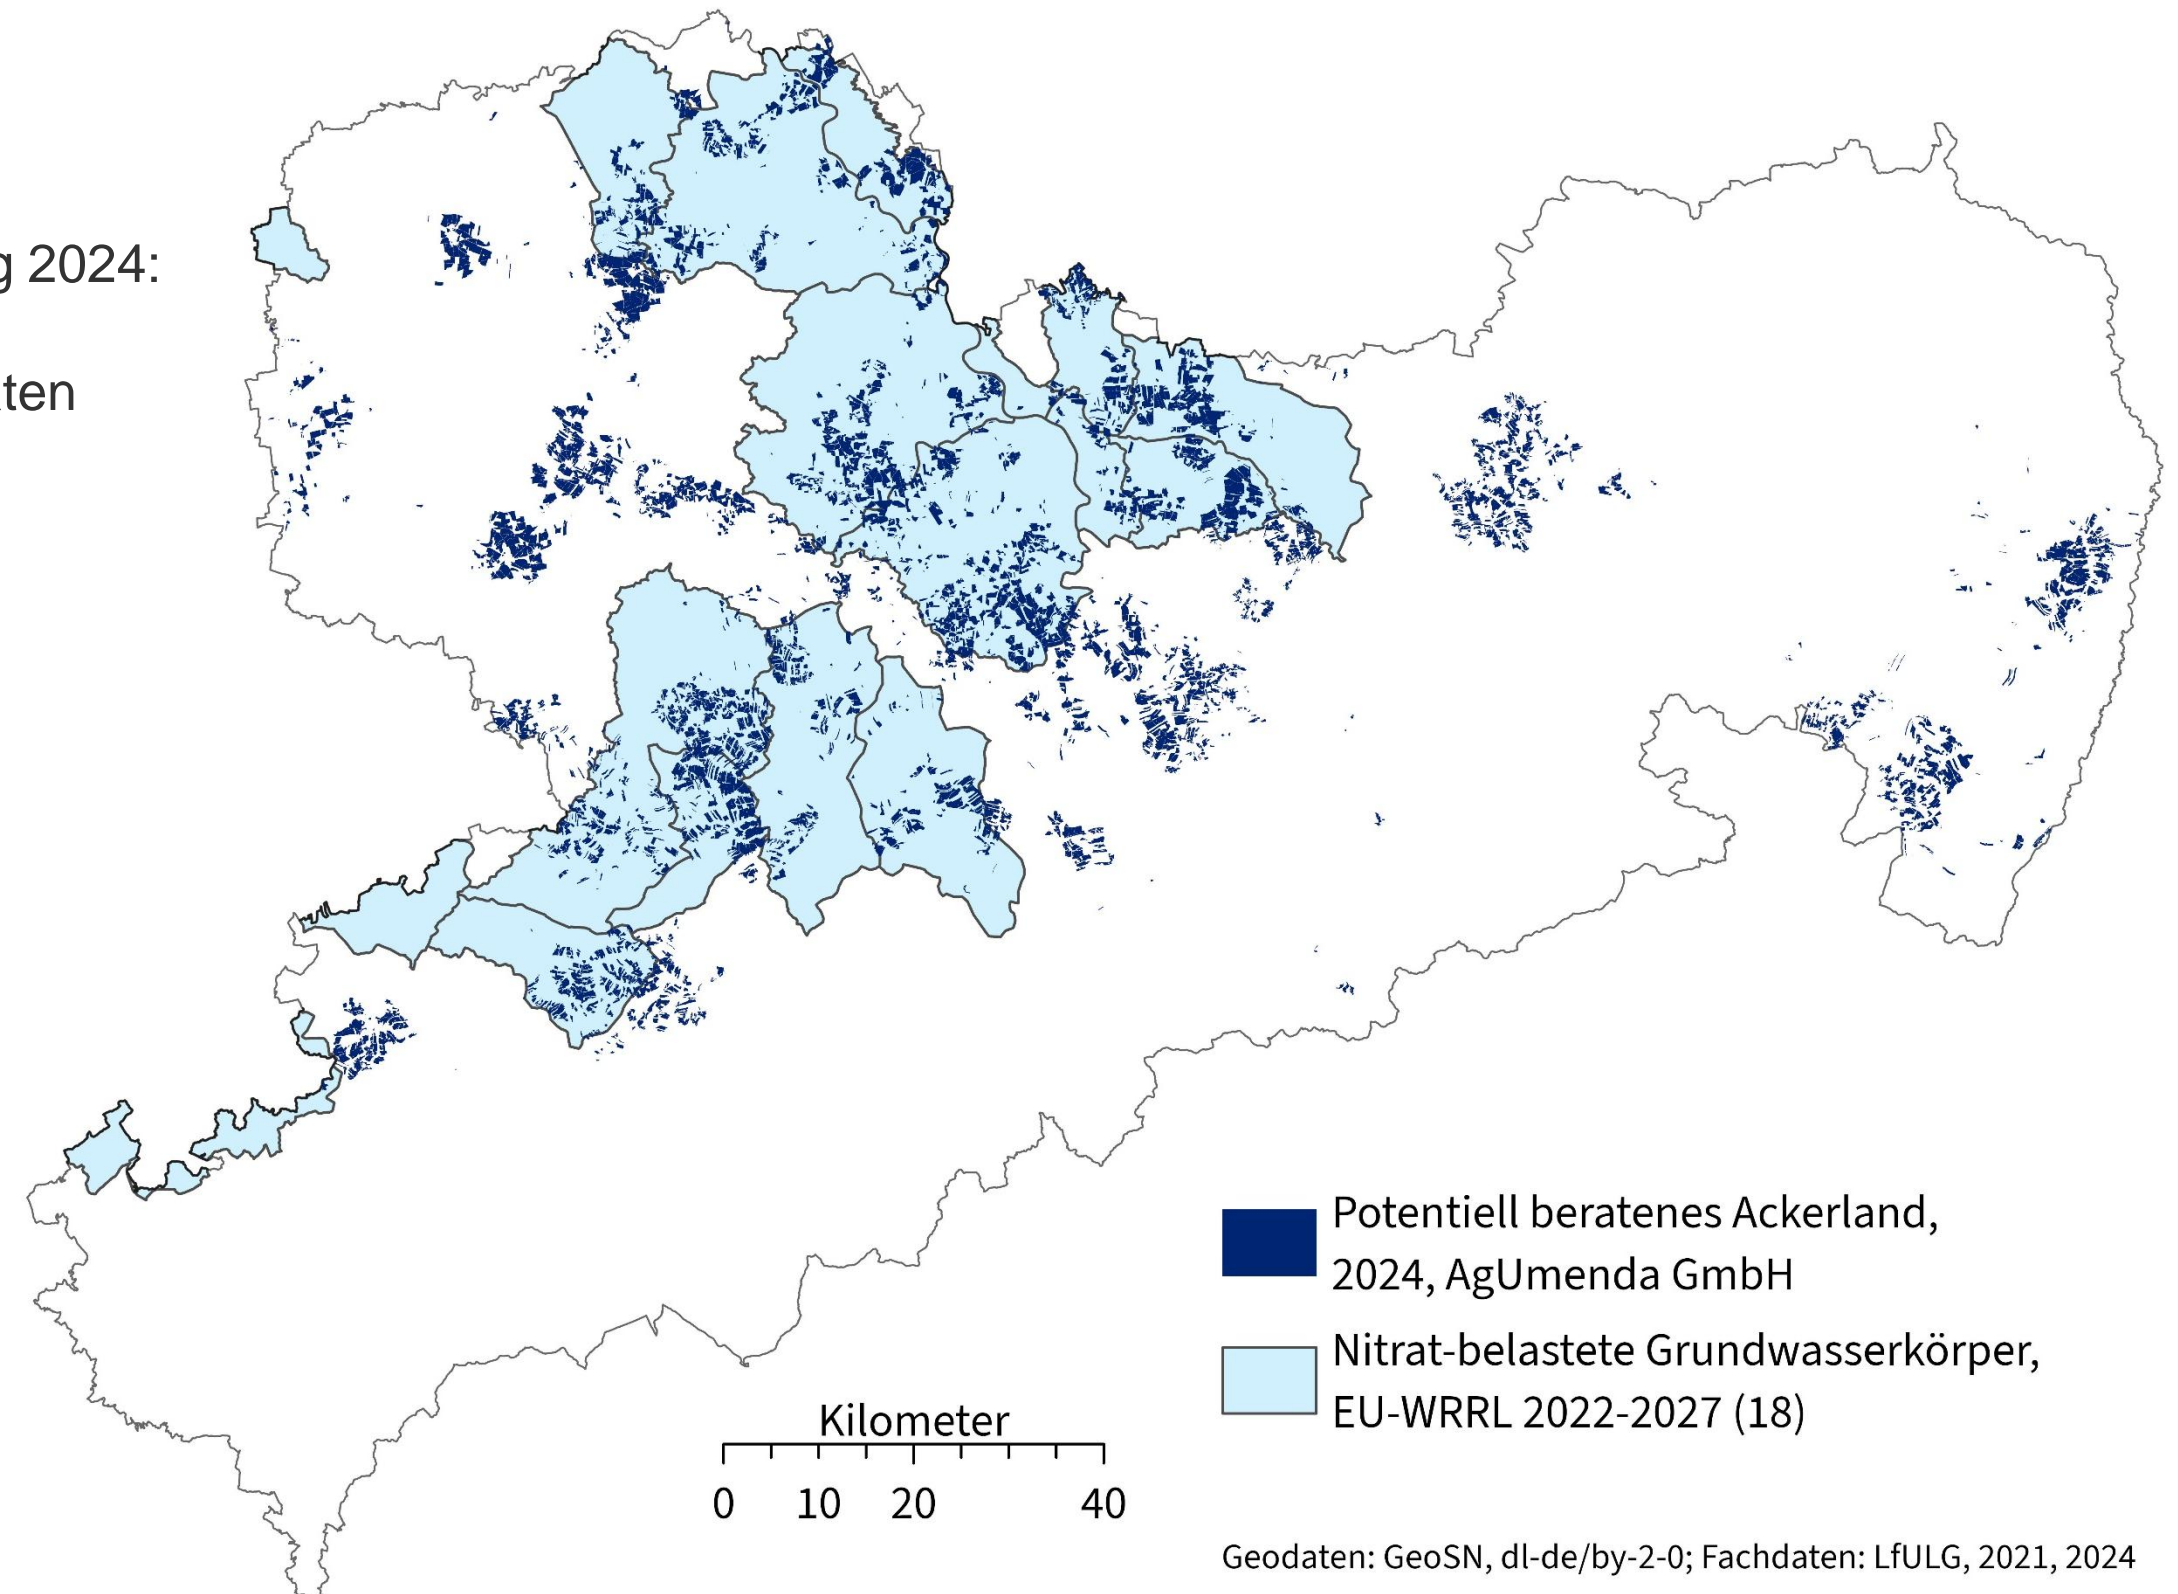 g 2024:
ten
Potentiell beratenes Ackerland,
2024, AgUmenda GmbH
Nitrat-belastete Grundwasserkörper,
EU-WRRL 2022-2027 (18)
Kilometer
0 10 20 40
Geodaten: GeoSN, dl-de/by-2-0; Fachdaten: LfULG, 2021, 2024